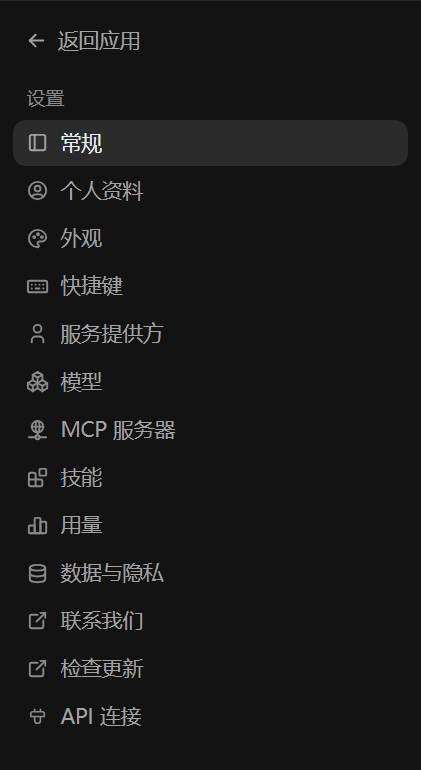 返回应用
设置
常规
个人资料
外观
快捷键
服务提供方
模型
MCP 服务器
技能
用量
数据与隐私
联系我们
检查更新
API 连接